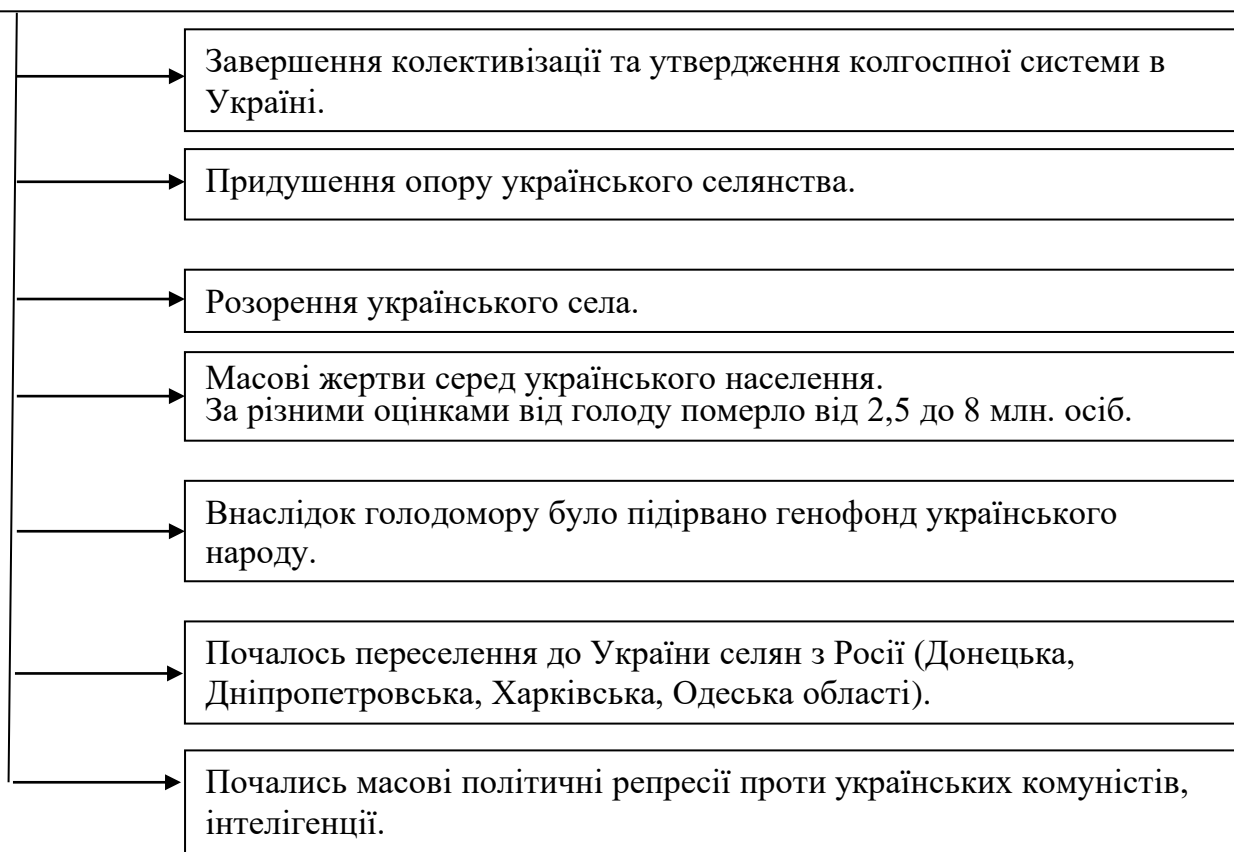 Завершення колективізації та утвердження колгоспної системи в
Україні.
Придушення опору українського селянства.
Розорення українського села.
Масові жертви серед українського населення.
За різними оцінками від голоду померло від 2,5 до 8 млн. осіб.
Внаслідок голодомору було підірвано генофонд українського
народу.
Почалось переселення до України селян з Росії (Донецька,
Дніпропетровська, Харківська, Одеська області).
Почались масові політичні репресії проти українських комуністів,
інтелігенції.